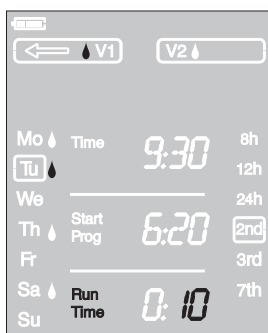 V1 V2
Mo Time 9:30 8h
Tu 12h
We 24h
Th Start Prog 6:20 2nd
Fr 3rd
Sa Run Time 0:10 7th
Su